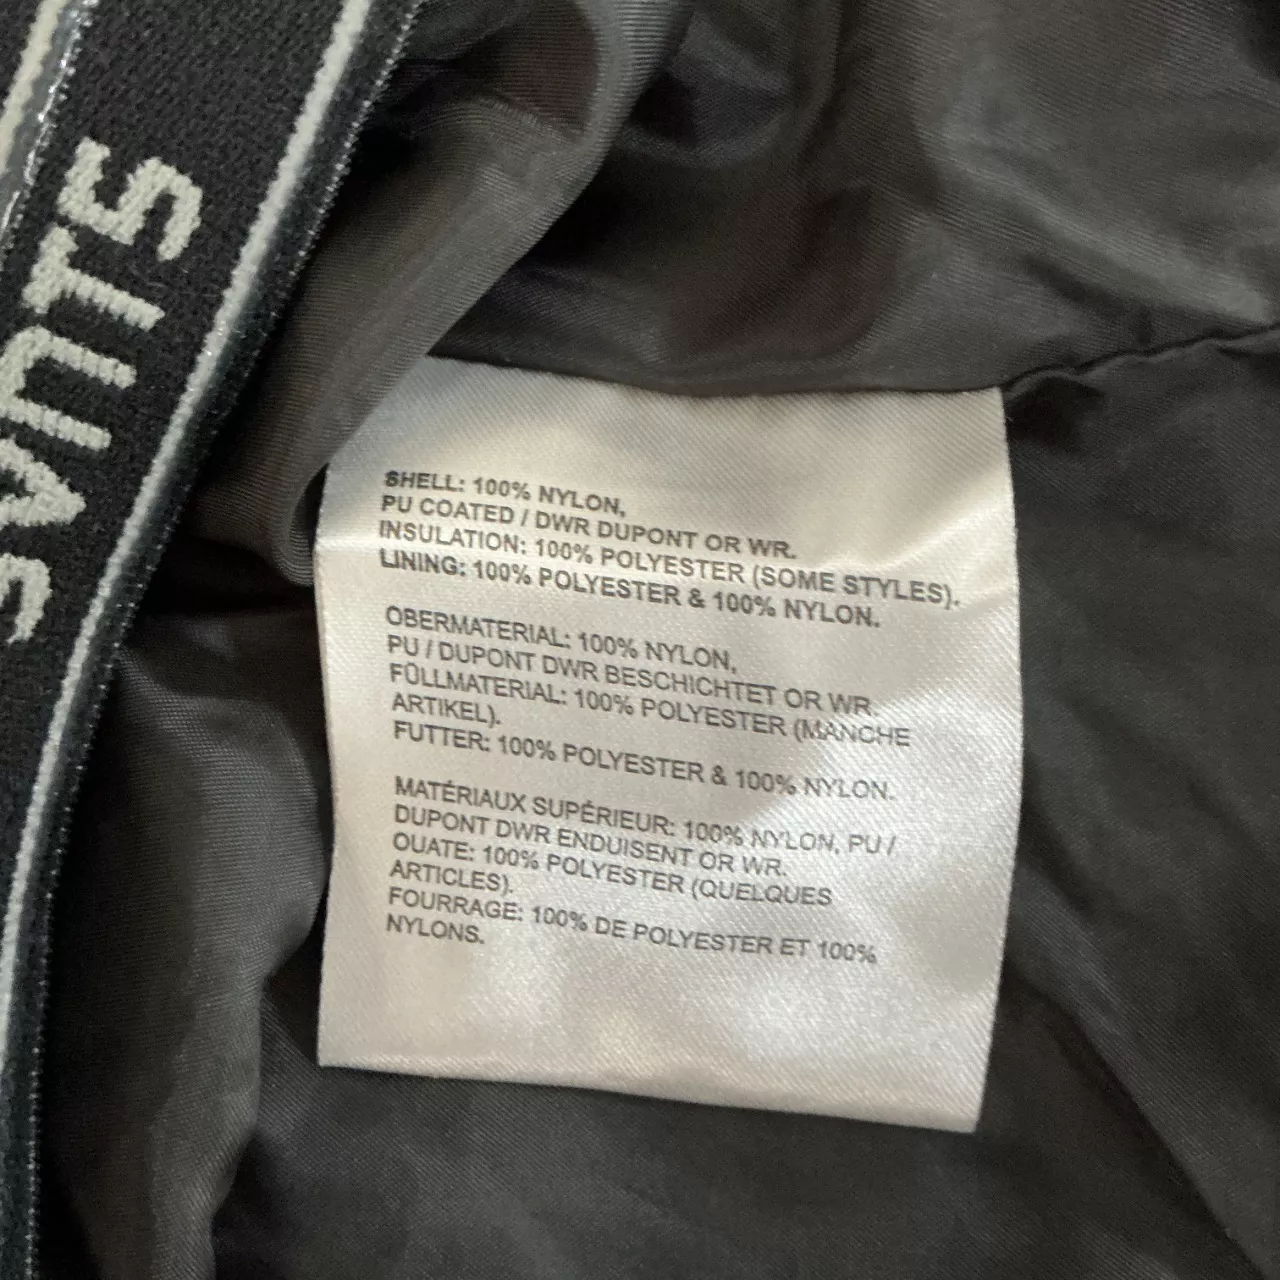 SHELL: 100% NYLON,
PU COATED / DWR DUPONT OR WR.
INSULATION: 100% POLYESTER (SOME STYLES).
LINING: 100% POLYESTER & 100% NYLON.
OBERMATERIAL: 100% NYLON,
PU / DUPONT DWR BESCHICHTET OR WR.
FÜLLMATERIAL: 100% POLYESTER (MANCHE
ARTIKEL).
FUTTER: 100% POLYESTER & 100% NYLON.
MATÉRIAUX SUPÉRIEUR: 100% NYLON, PU /
DUPONT DWR ENDUISENT OR WR.
OUATE: 100% POLYESTER (QUELQUES
ARTICLES).
FOURRAGE: 100% DE POLYESTER ET 100%
NYLONS.